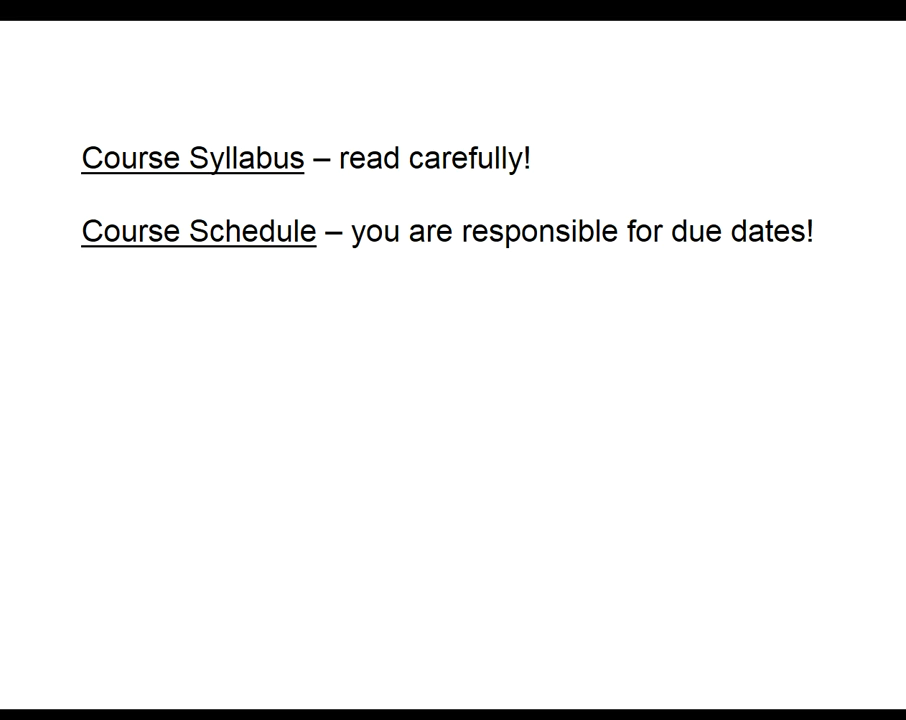 Course Syllabus – read carefully!
Course Schedule – you are responsible for due dates!